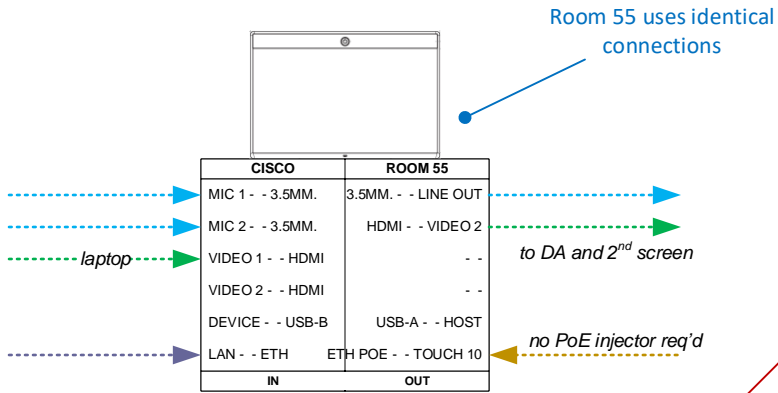 Room 55 uses identical
connections
CISCO ROOM 55
MIC 1 - - 3.5MM. 3.5MM. - - LINE OUT
MIC 2 - - 3.5MM. HDMI - - VIDEO 2
laptop VIDEO 1 - - HDMI - - to DA and 2nd screen
VIDEO 2 - - HDMI - -
DEVICE - - USB-B USB-A - - HOST
LAN - - ETH ETH POE - - TOUCH 10 no PoE injector req'd
IN OUT